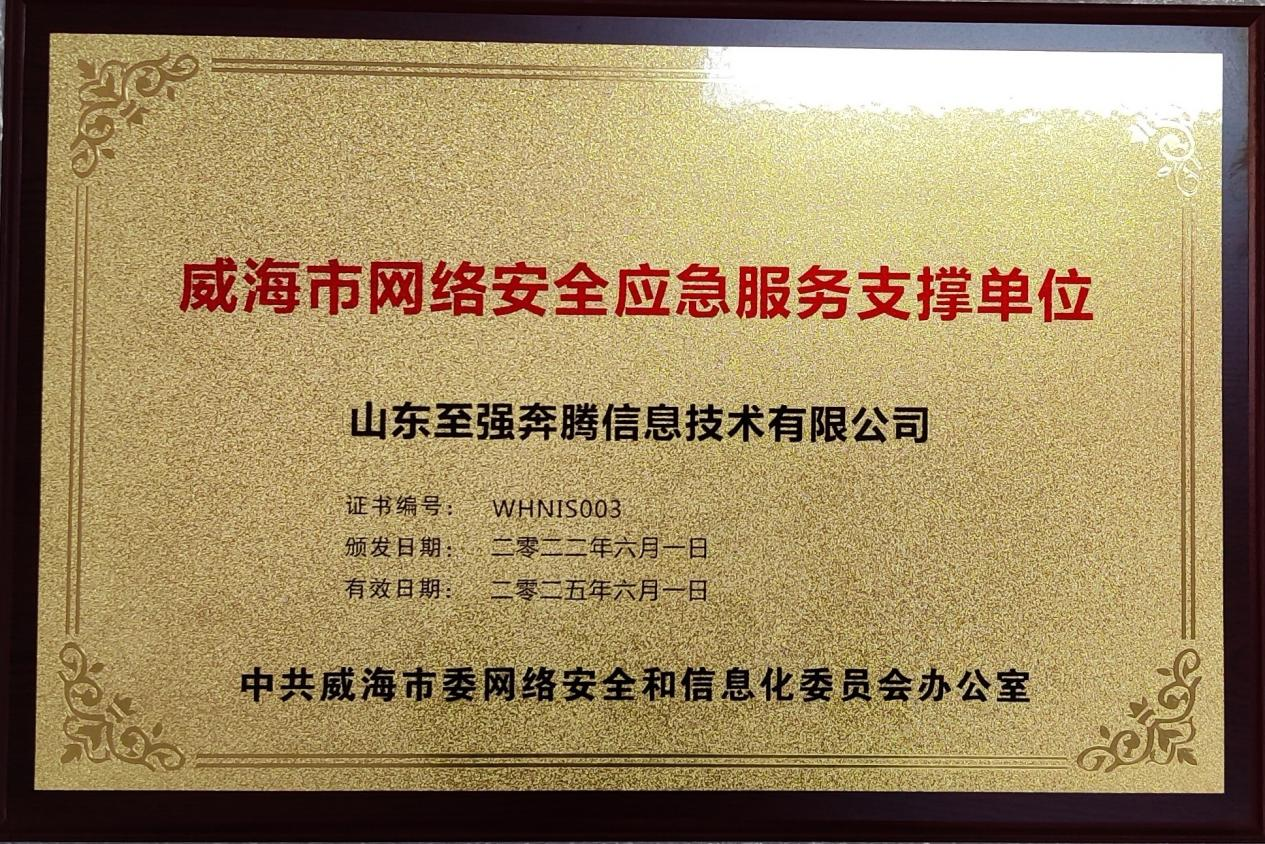 威海市网络安全应急服务支撑单位
山东至强奔腾信息技术有限公司
证书编号： WHNIS003
颁发日期： 二零二二年六月一日
有效日期： 二零二五年六月一日
中共威海市委网络安全和信息化委员会办公室